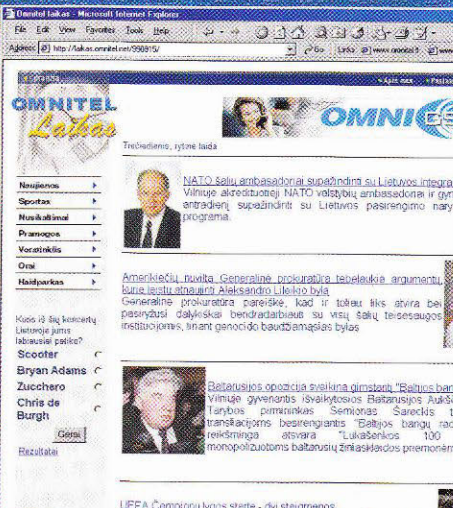 Omnitel laikas - Microsoft Internet Explorer
File Edit View Favorites Tools Help
Address http://laikas.omnitel.net/990915/ Go Links www.omnitel
OMNITEL
Laikas
OMNI
Trečiadienis, rytinė laida
Naujienos
Sportas
Nusikaltimai
Pramogos
Voratinklis
Orai
Haidparkas
Kuris iš šių koncertų
Lietuvoje jums
labiausiai patiko?
Scooter
Bryan Adams
Zucchero
Chris de
Burgh
Gerai
Rezultatai
NATO šalių ambasadoriai supažindinti su Lietuvos integra
Vilniuje akredituotieji NATO valstybių ambasadoriai ir gyn
antradienį supažindinti su Lietuvos pasirengimo nary
programa.
Amerikiečių nuvilta Generalinė prokuratūra tebelaukia argumentų,
kurie leistų atnaujinti Aleksandro Lileikio bylą
Generalinė prokuratūra pareiškė, kad ir toliau liks atvira bei
pasiryžusi dalykiškai bendradarbiauti su visų šalių teisėsaugos
institucijomis, tiriant genocido baudžiamąsias bylas
Baltarusijos opozicija sveikina gimstantį "Baltijos ban
Vilniuje gyvenantis išvaikytosios Baltarusijos Aukšč
Tarybos pirmininkas Semionas Šareckis
transliacijoms besirengiantis "Baltijos bangų rad
reikšminga atsvara "Lukašenkos 100
monopolizuotoms baltarusių žiniasklaidos priemonėm
UEFA Čempionų lygos starte - dvi staigmenos